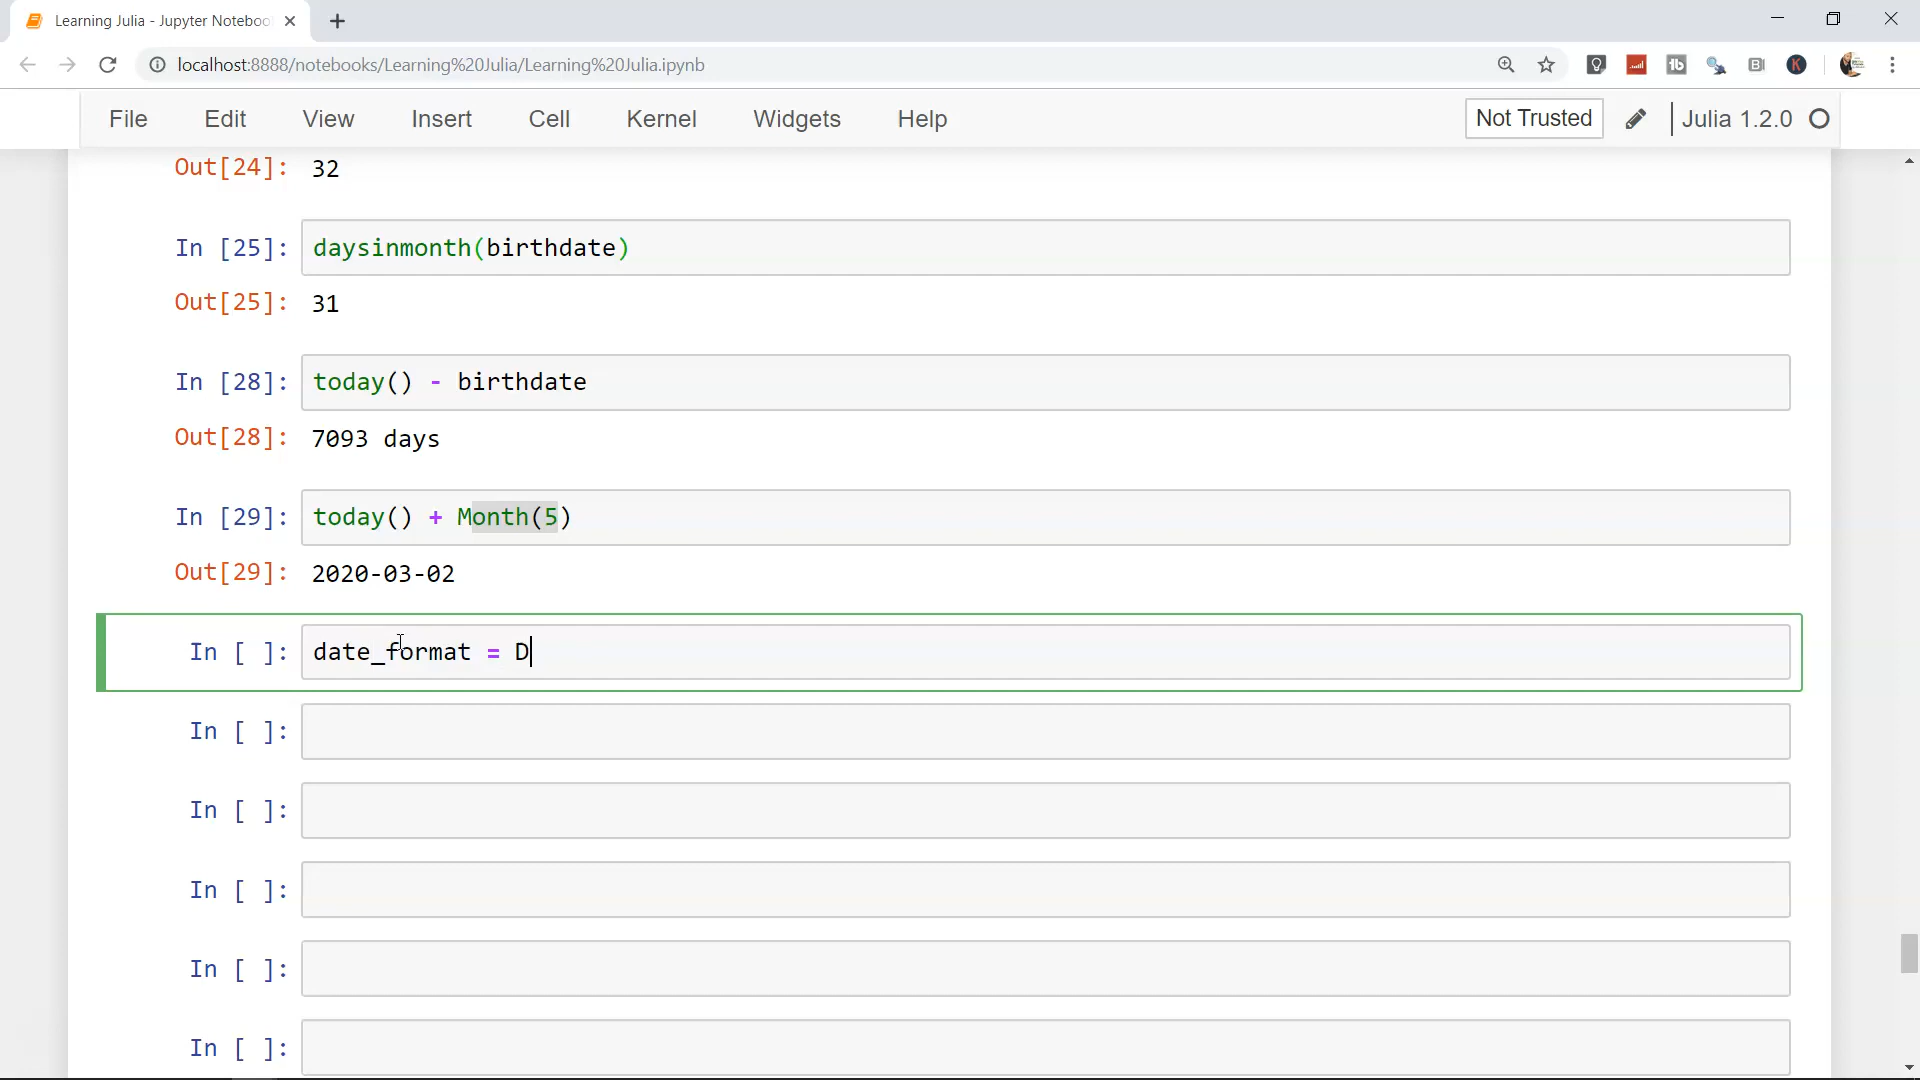 Learning Julia - Jupyter Noteboo
localhost:8888/notebooks/Learning%20Julia/Learning%20Julia.ipynb
File Edit View Insert Cell Kernel Widgets Help Not Trusted Julia 1.2.0
Out[24]: 32
In [25]: daysinmonth(birthdate)
Out[25]: 31
In [28]: today() - birthdate
Out[28]: 7093 days
In [29]: today() + Month(5)
Out[29]: 2020-03-02
In [ ]: date_format = D
In [ ]:
In [ ]:
In [ ]:
In [ ]:
In [ ]: